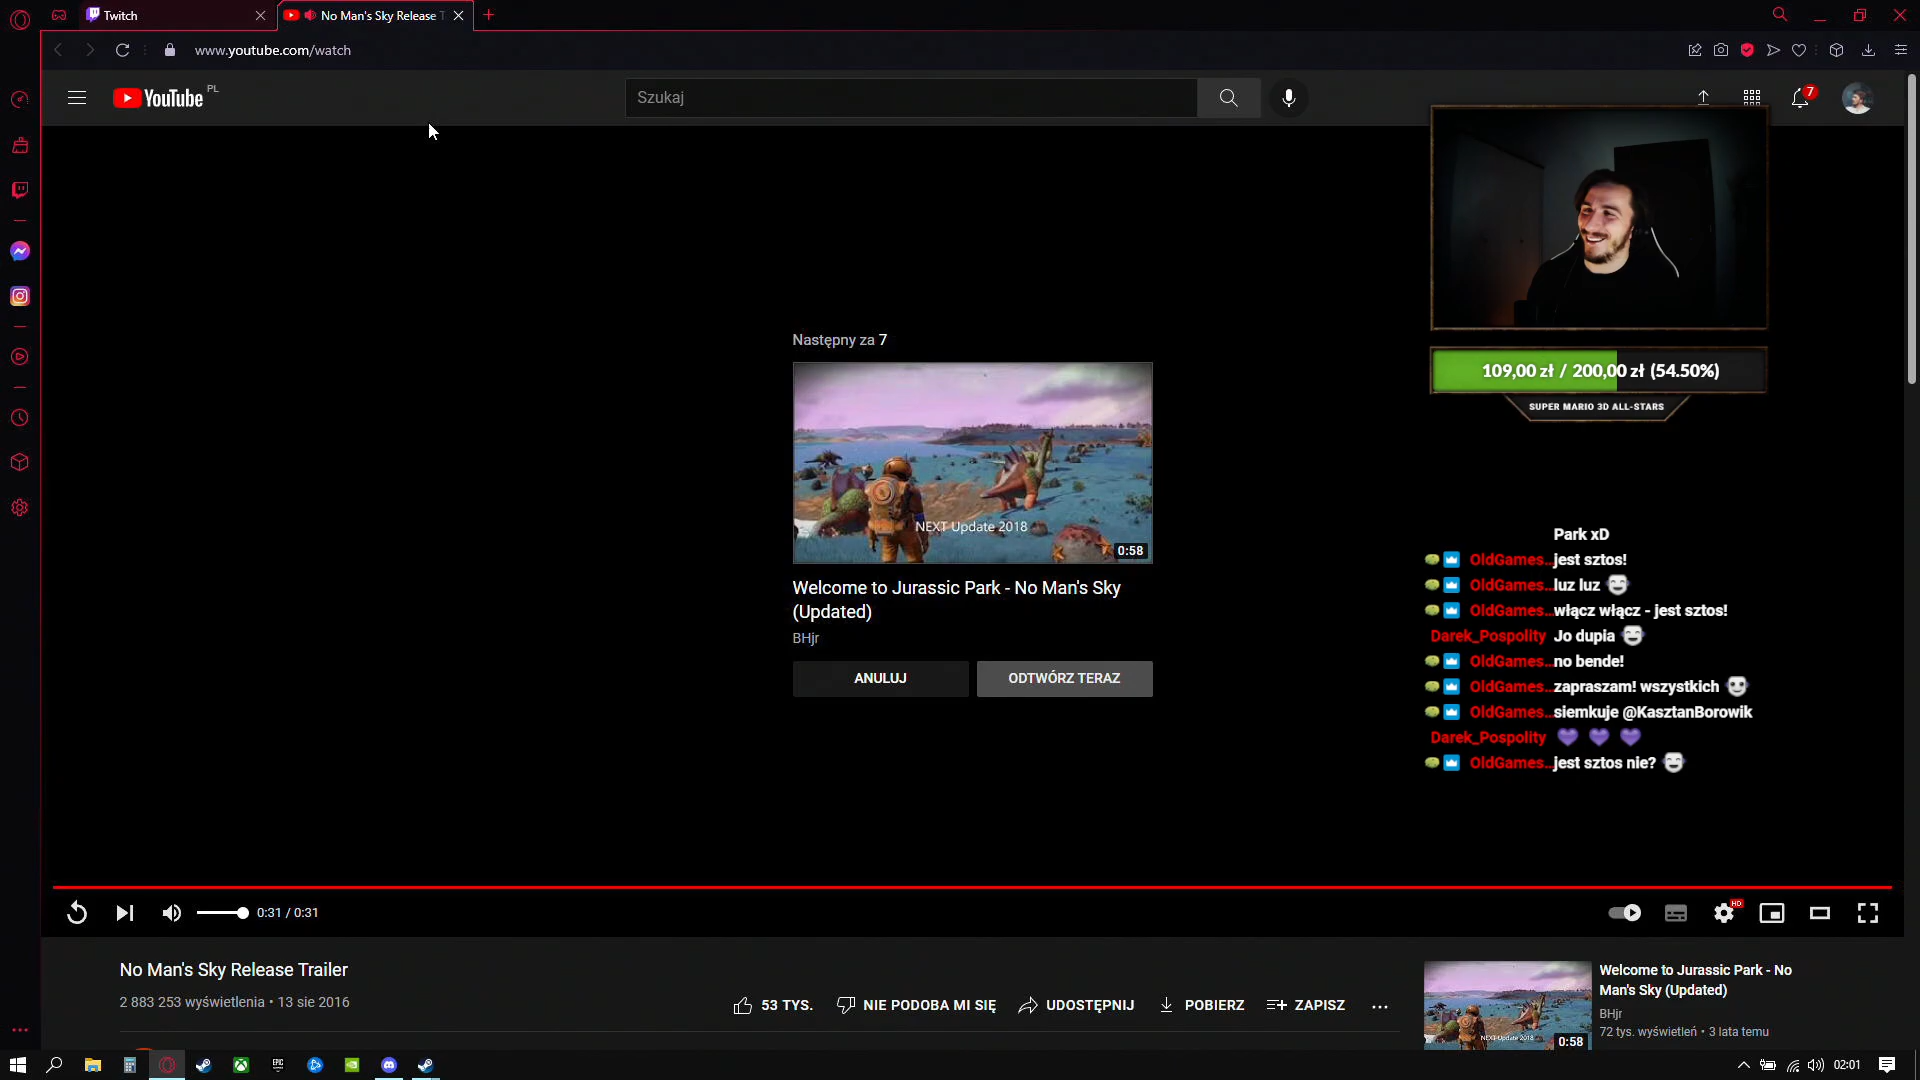 Twitch
No Man's Sky Release T
www.youtube.com/watch
YouTube PL
Szukaj
7
Następny za 7
NEXT Update 2018
0:58
Welcome to Jurassic Park - No Man's Sky
(Updated)
BHjr
ANULUJ
ODTWÓRZ TERAZ
109,00 zł / 200,00 zł (54.50%)
SUPER MARIO 3D ALL-STARS
Park xD
OldGames... jest sztos!
OldGames... luz luz
OldGames... włącz włącz - jest sztos!
Darek_Pospolity Jo dupia
OldGames... no bende!
OldGames... zapraszam! wszystkich
OldGames... siemkuje @KasztanBorowik
Darek_Pospolity
OldGames... jest sztos nie?
0:31 / 0:31
HD
No Man's Sky Release Trailer
2 883 253 wyświetlenia • 13 sie 2016
53 TYS.
NIE PODOBA MI SIĘ
UDOSTĘPNIJ
POBIERZ
ZAPISZ
NEXT Update 2018
0:58
Welcome to Jurassic Park - No
Man's Sky (Updated)
BHjr
72 tys. wyświetleń • 3 lata temu
EPIC
02:01